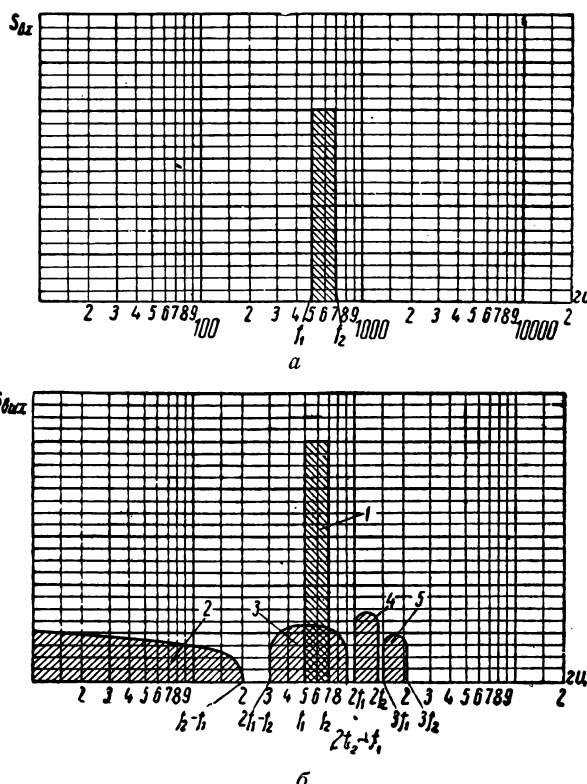 Sвх
2 3 4 5 6 7 8 9 100 2 3 4 5 6 7 8 9 1000 2 3 4 5 6 7 8 9 10000 2
гц
f₁ f₂
а
Sвых
1
2 3 4 5
2 3 4 5 6 7 8 9 2 3 4 5 6 7 8 9 2f₁ 2f₂ 2 3 4 5 6 7 8 9 2
гц
f₂-f₁ 2f₁-f₂ f₁ f₂ 3f₁ 3f₂
2f₂-f₁
б